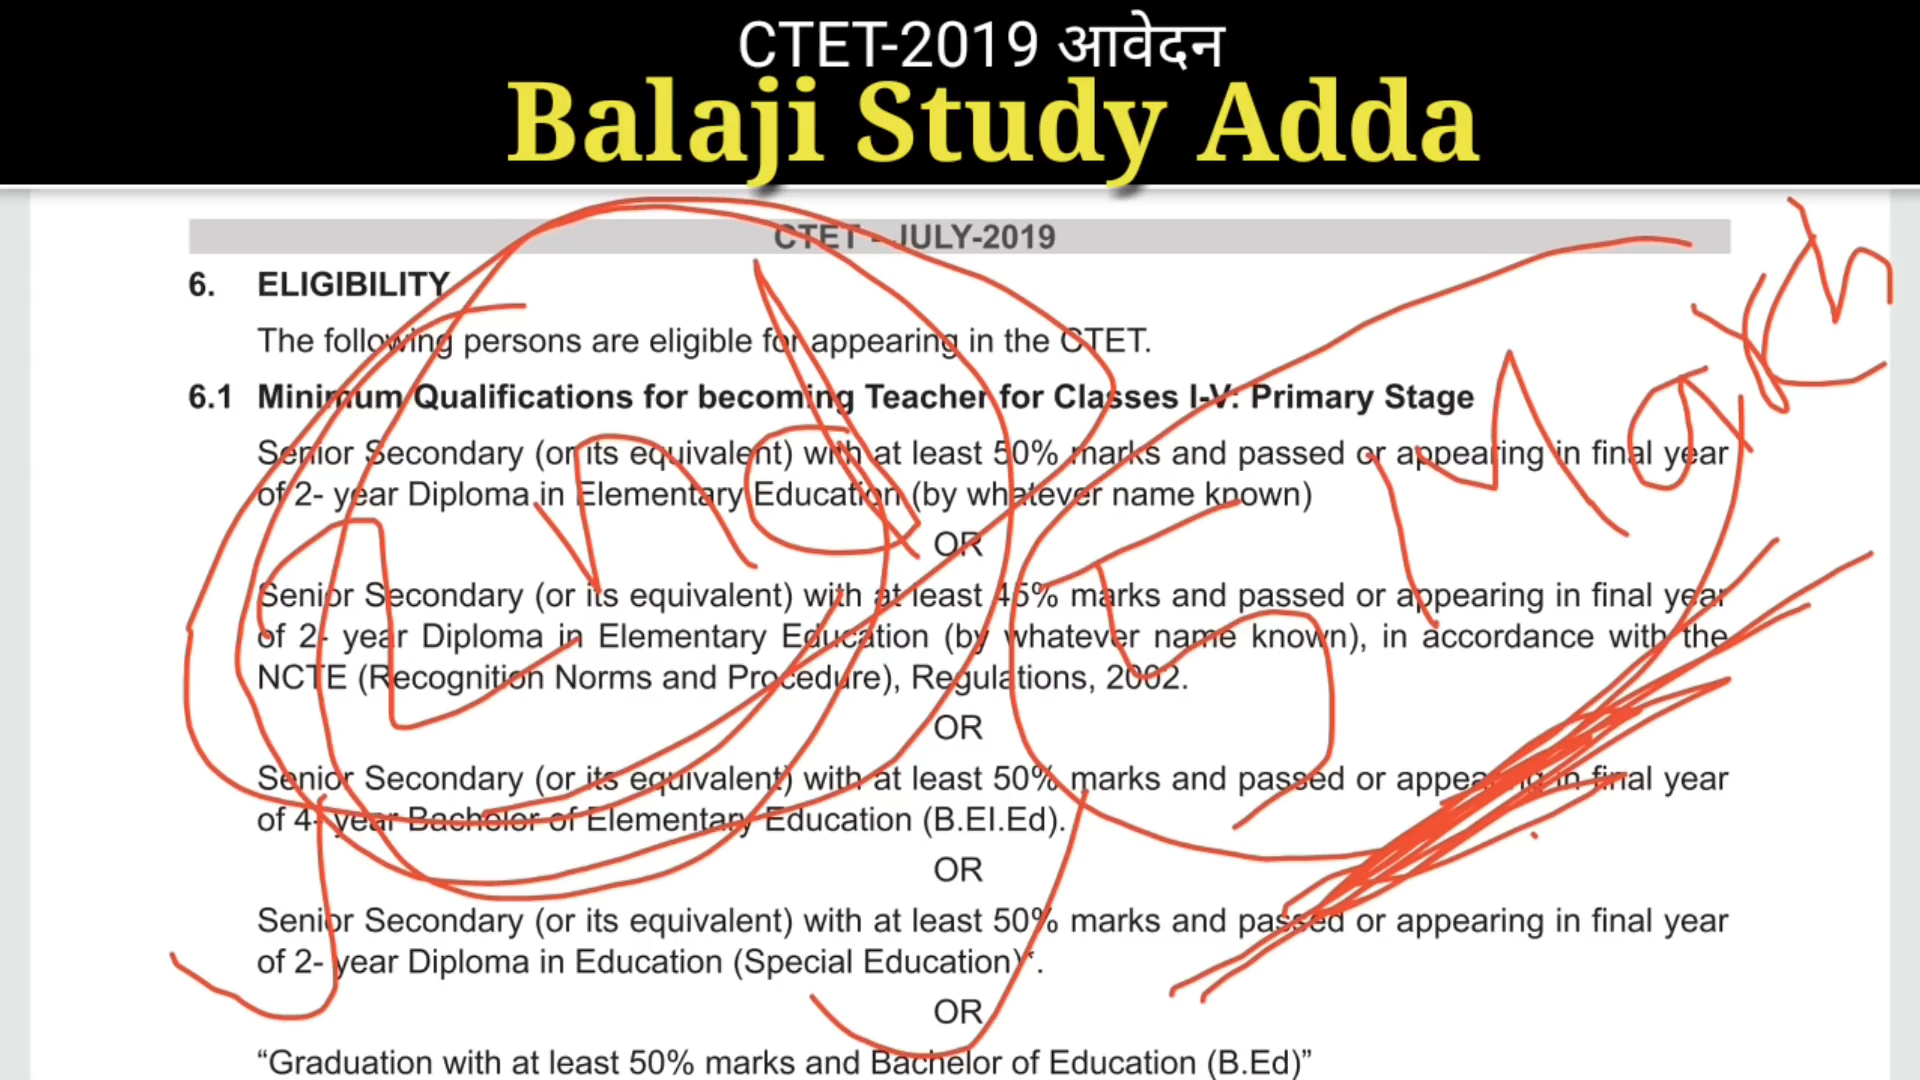 CTET-2019 आवेदन
Balaji Study Adda
CTET - JULY-2019
6. ELIGIBILITY
The following persons are eligible for appearing in the CTET.
6.1 Minimum Qualifications for becoming Teacher for Classes I-V: Primary Stage
Senior Secondary (or its equivalent) with at least 50% marks and passed or appearing in final year
of 2- year Diploma in Elementary Education (by whatever name known)
OR
Senior Secondary (or its equivalent) with at least 45% marks and passed or appearing in final year
of 2- year Diploma in Elementary Education (by whatever name known), in accordance with the
NCTE (Recognition Norms and Procedure), Regulations, 2002.
OR
Senior Secondary (or its equivalent) with at least 50% marks and passed or appearing in final year
of 4- year Bachelor of Elementary Education (B.El.Ed).
OR
Senior Secondary (or its equivalent) with at least 50% marks and passed or appearing in final year
of 2- year Diploma in Education (Special Education)*.
OR
“Graduation with at least 50% marks and Bachelor of Education (B.Ed)”
2nd
5 March